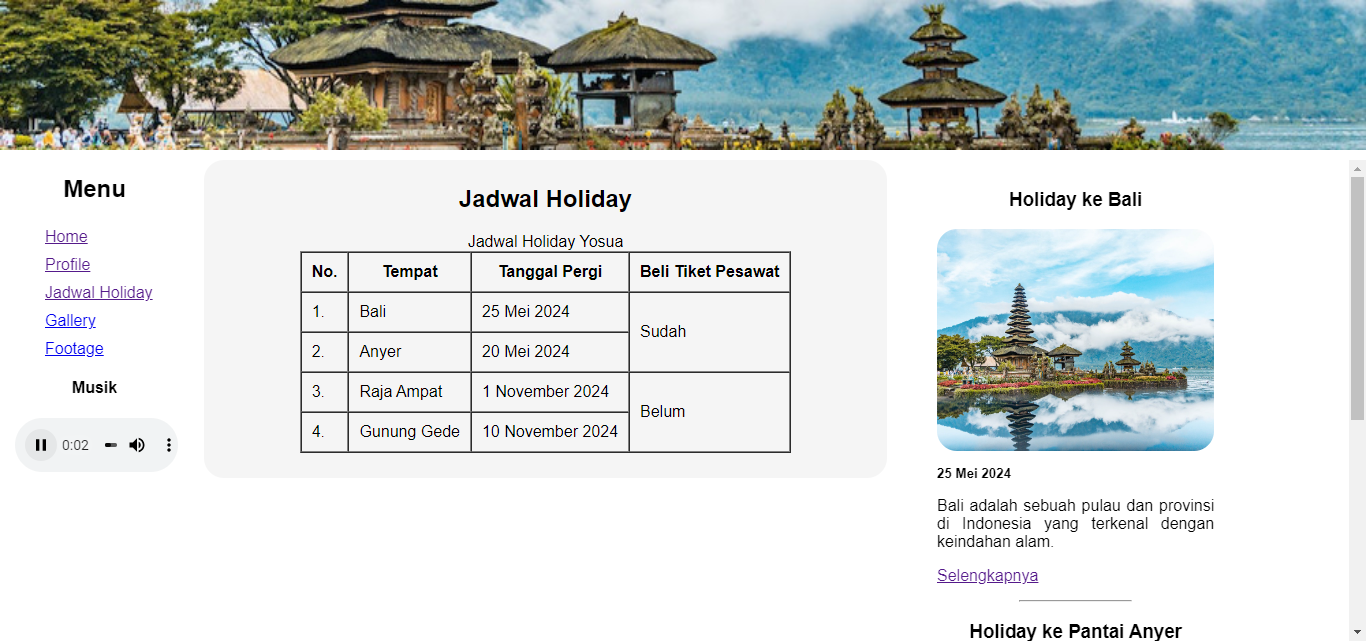 Menu
Home
Profile
Jadwal Holiday
Gallery
Footage
Musik
0:02
Jadwal Holiday
Jadwal Holiday Yosua
No. Tempat Tanggal Pergi Beli Tiket Pesawat
1. Bali 25 Mei 2024 Sudah
2. Anyer 20 Mei 2024
3. Raja Ampat 1 November 2024 Belum
4. Gunung Gede 10 November 2024
Holiday ke Bali
25 Mei 2024
Bali adalah sebuah pulau dan provinsi
di Indonesia yang terkenal dengan
keindahan alam.
Selengkapnya
Holiday ke Pantai Anyer